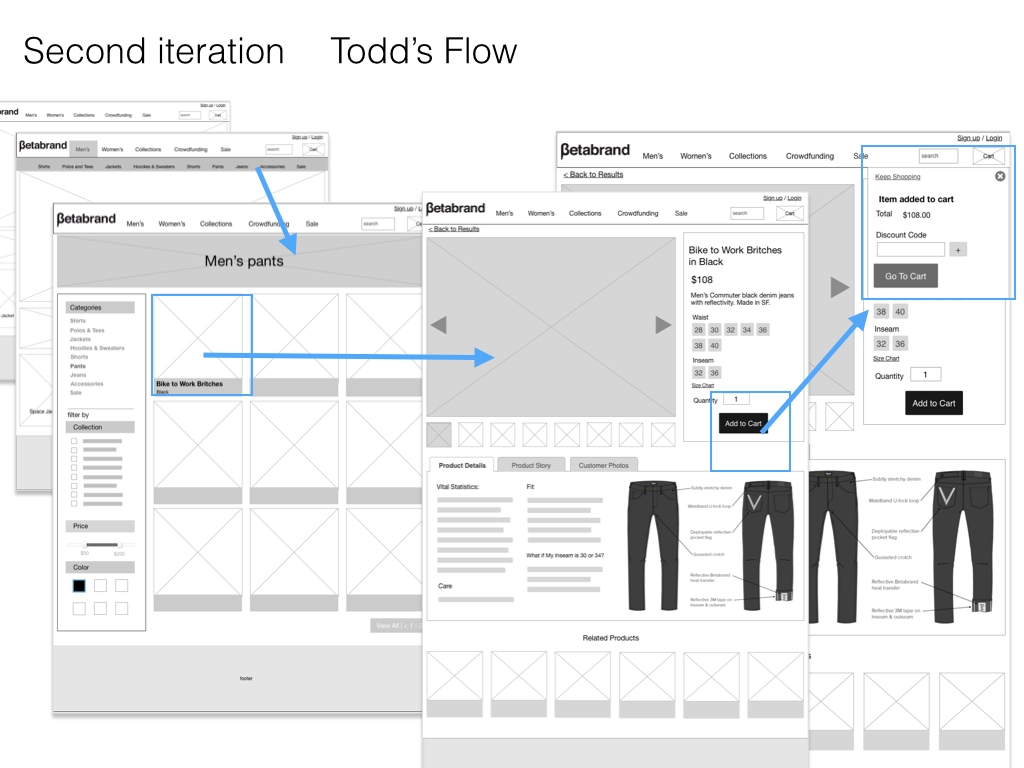 Second iteration Todd's Flow
Sign up / Login
rand Men's Women's Collections Crowdfunding Sale search Cart
Jacket
Sign up / Login
βetabrand Men's Women's Collections Crowdfunding Sale search Cart
Shirts Polos and Tees Jackets Hoodies & Sweaters Shorts Pants Jeans Accessories Sale
Space Ja
Sign up / L
βetabrand Men's Women's Collections Crowdfunding Sale search
Men's pants
Categories
Shirts
Polos & Tees
Jackets
Hoodies & Sweaters
Shorts
Pants
Jeans
Accessories
Sale
filter by
Collection
Price
$50 $200
Color
Bike to Work Britches
Black
View All | < 1 -
footer
Sign up / Login
βetabrand Men's Women's Collections Crowdfunding Sale search Cart
< Back to Results
Bike to Work Britches
in Black
$108
Men's Commuter black denim jeans
with reflectivity. Made in SF.
Waist
28 30 32 34 36
38 40
Inseam
32 36
Size Chart
Quantity 1
Add to Cart
Product Details Product Story Customer Photos
Vital Statistics:
Care
Fit
What if My Inseam is 30 or 34?
Subtly stretchy denim
Waistband U-lock loop
Deployable reflective
pocket flag
Gusseted crotch
Reflective Betabrand
heat transfer
Reflective 3M tape on
inseam & outseam
Related Products
Sign up / Login
βetabrand Men's Women's Collections Crowdfunding Sale search Cart
< Back to Results
Keep Shopping
Item added to cart
Total $108.00
Discount Code
+
Go To Cart
38 40
Inseam
32 36
Size Chart
Quantity 1
Add to Cart
Subtly stretchy denim
Waistband U-lock loop
Deployable reflective
pocket flag
Gusseted crotch
Reflective Betabrand
heat transfer
Reflective 3M tape on
inseam & outseam
s